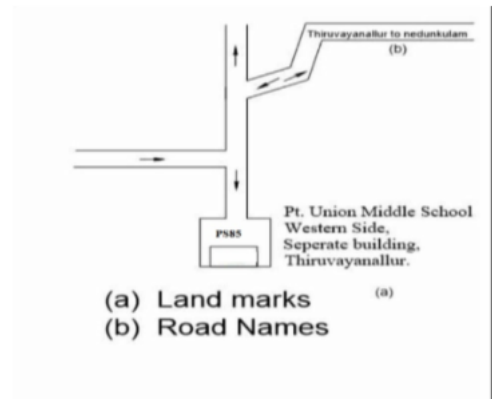 Thiruvayanallur to nedunkulam
(b)
PS85
Pt. Union Middle School
Western Side,
Seperate building,
Thiruvayanallur.
(a)
(a) Land marks
(b) Road Names